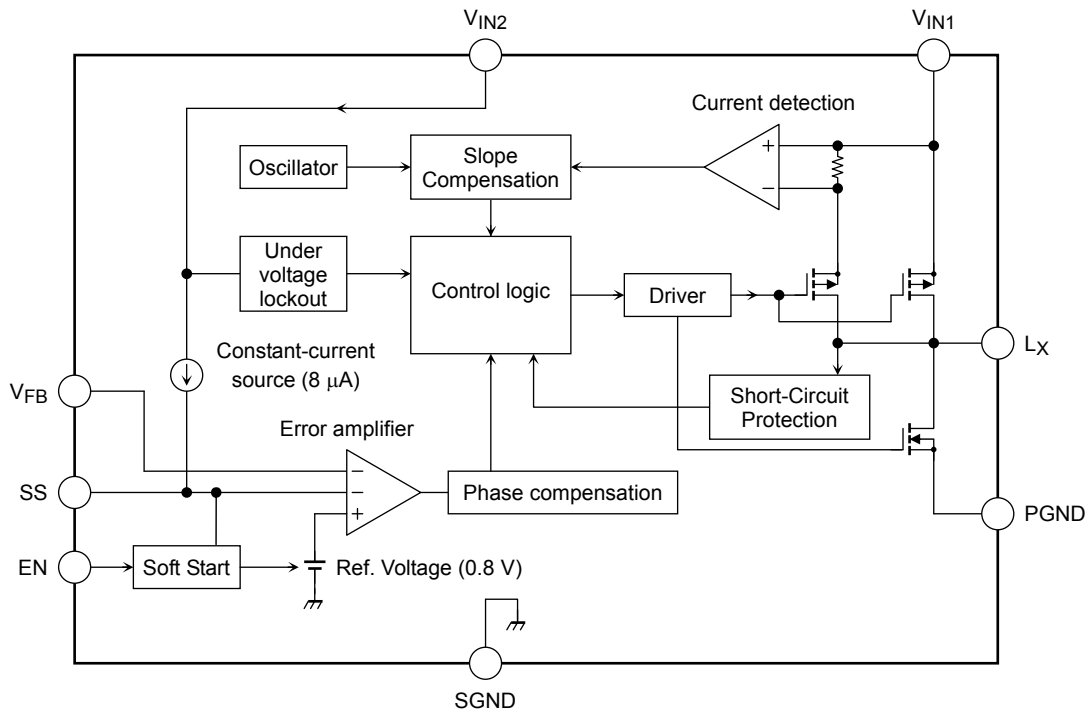 VIN2
VIN1
Current detection
+
−
Oscillator
Slope
Compensation
Under
voltage
lockout
Control logic
Driver
LX
Constant-current
source (8 μA)
Short-Circuit
Protection
VFB
Error amplifier
−
SS
−
Phase compensation
+
PGND
EN
Soft Start
Ref. Voltage (0.8 V)
SGND